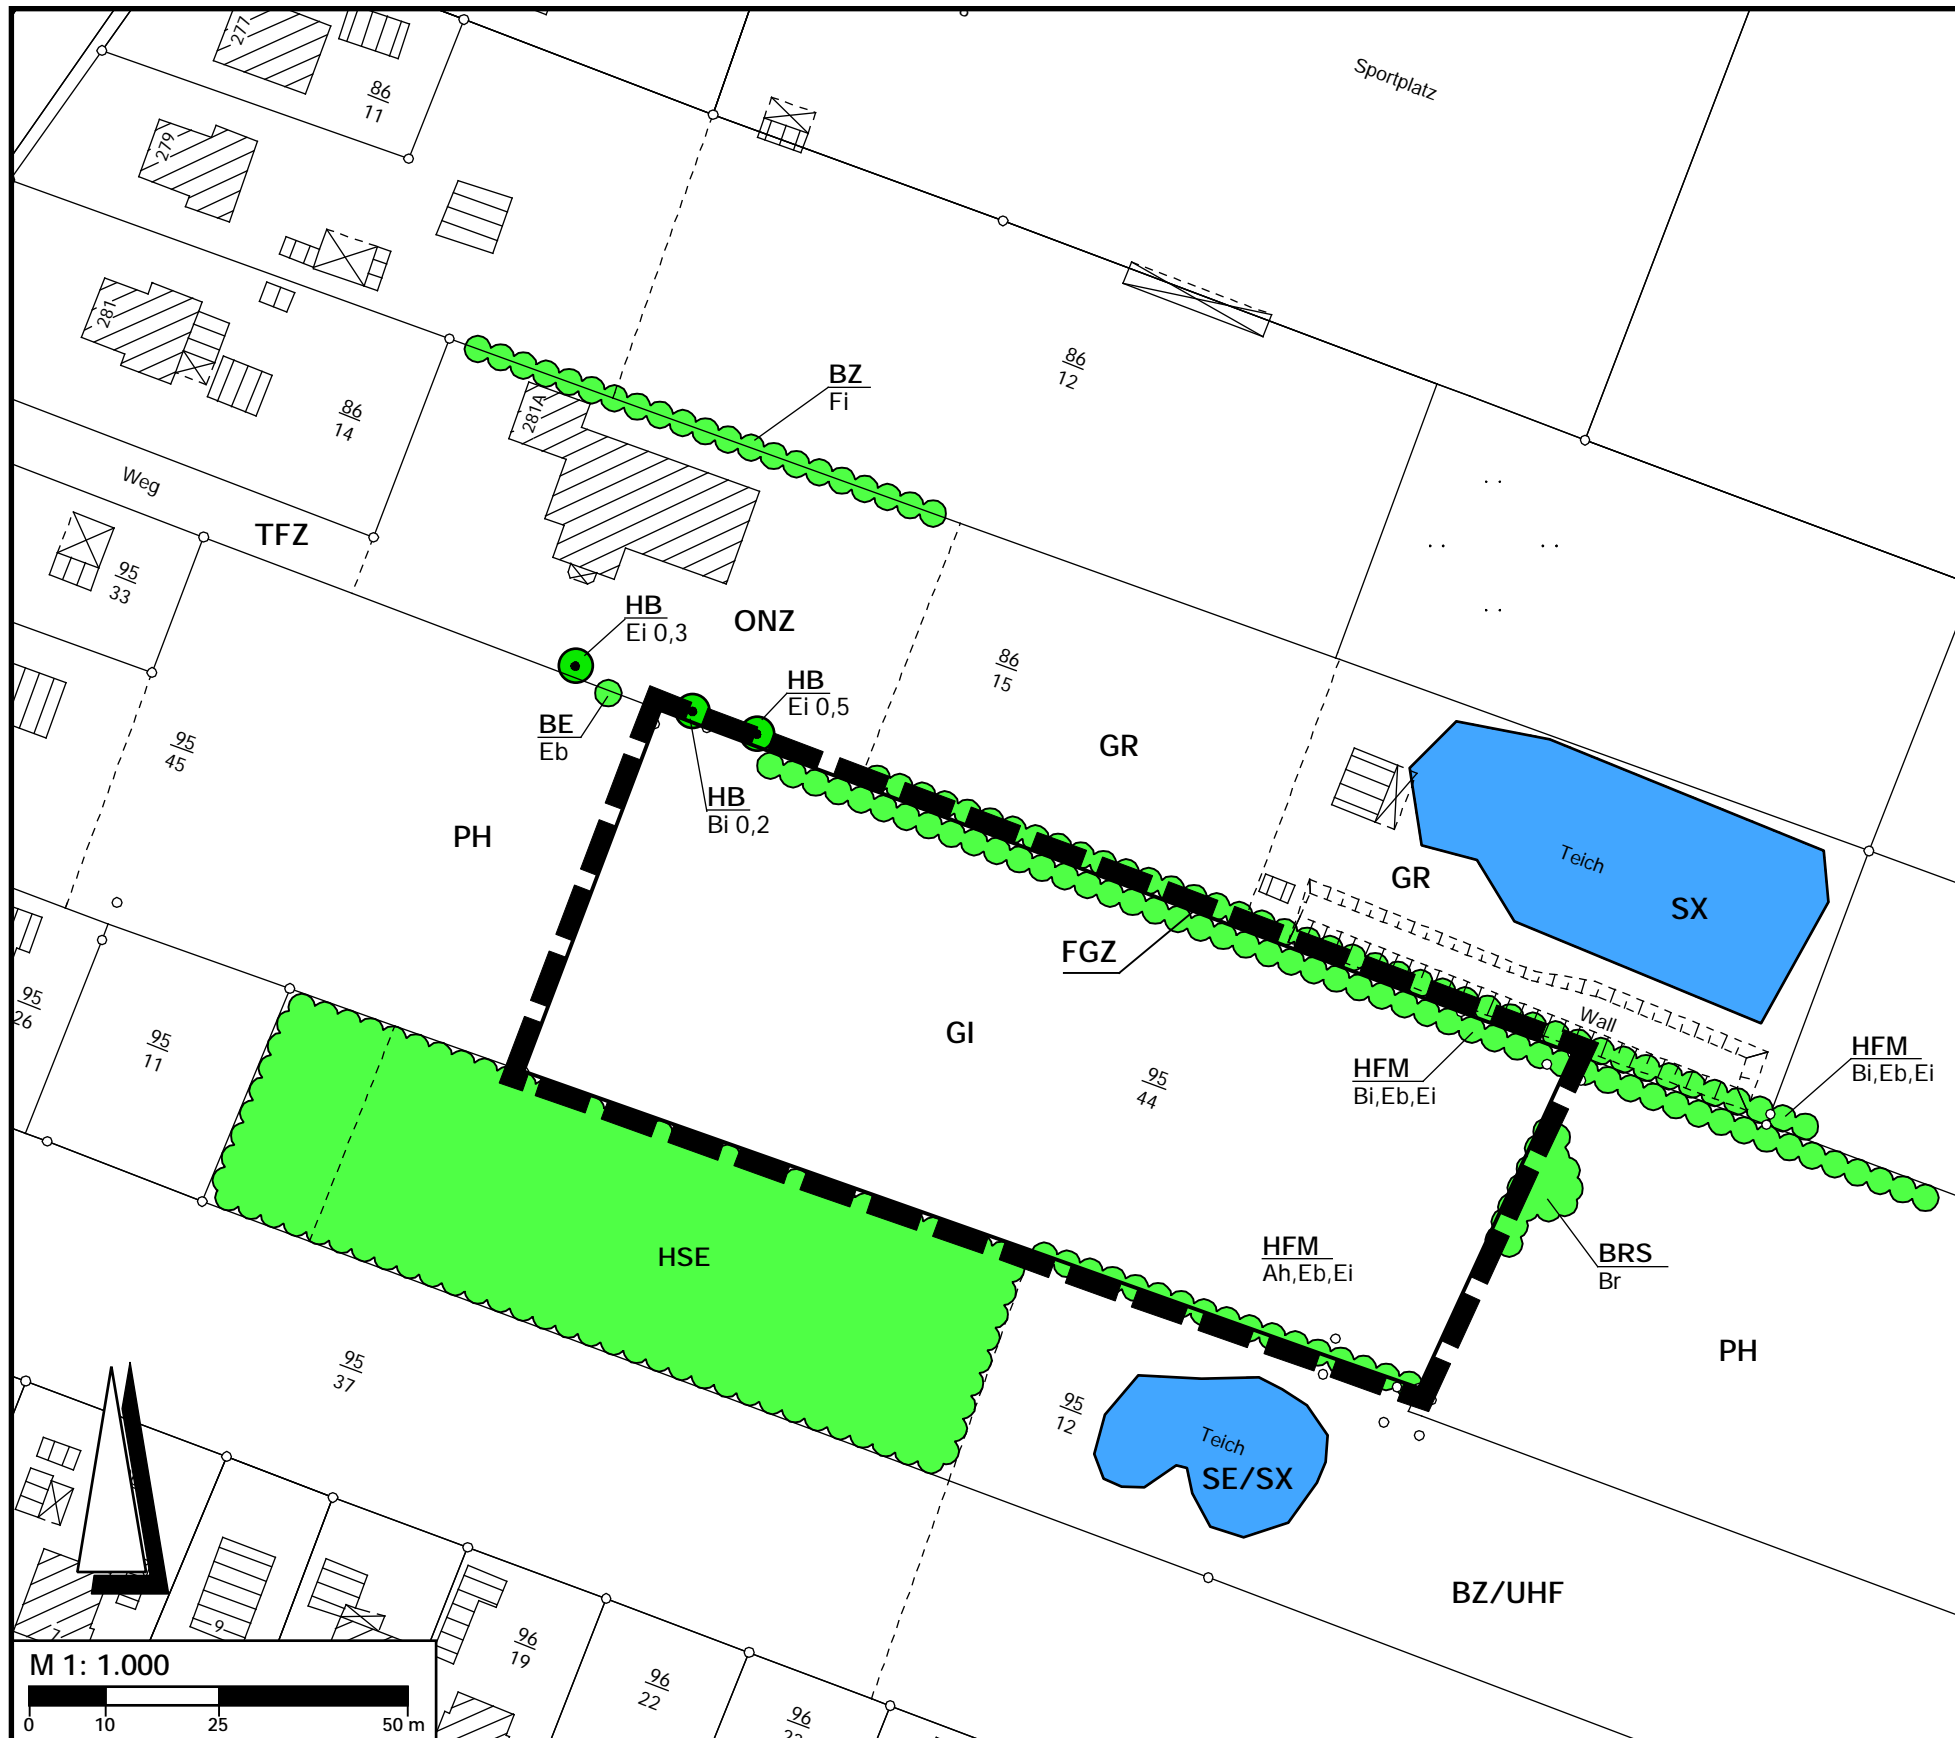 277
86
11
Sportplatz
279
281
86
14
BZ
Fi
86
12
281A
Weg
TFZ
95
33
HB
Ei 0,3
ONZ
86
15
HB
Ei 0,5
BE
Eb
95
45
GR
HB
Bi 0,2
PH
Teich
GR
SX
FGZ
95
26
95
11
GI
Wall
HFM
Bi,Eb,Ei
HFM
Bi,Eb,Ei
95
44
HSE
HFM
Ah,Eb,Ei
BRS
Br
PH
95
37
95
12
Teich
SE/SX
BZ/UHF
7
9
96
19
96
22
96
M 1: 1.000
0 10 25 50 m